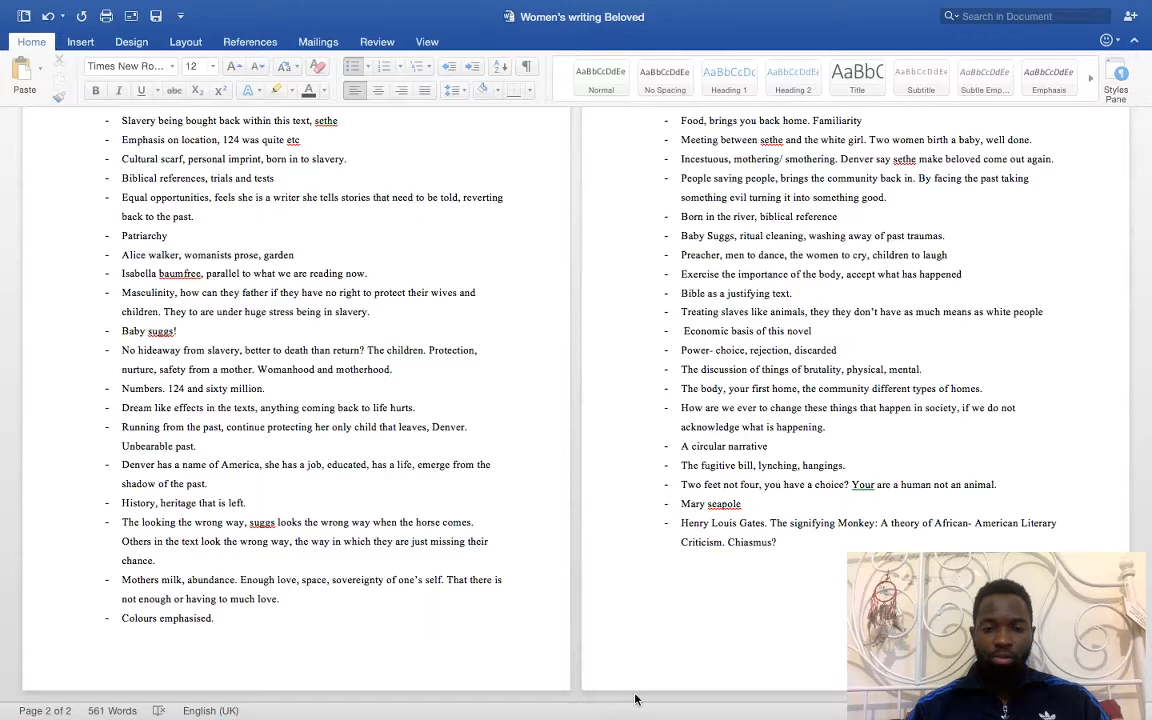 Women's writing Beloved
Search in Document
Home Insert Design Layout References Mailings Review View
Paste
Times New Ro... 12
B I U abc X2 X2 A A
AaBbCcDdEe Normal
AaBbCcDdEe No Spacing
AaBbCcDc Heading 1
AaBbCcDdEe Heading 2
AaBbC Title
AaBbCcDdEe Subtitle
AaBbCcDdEe Subtle Emp...
AaBbCcDdEe Emphasis
Styles
Pane
- Slavery being bought back within this text, sethe
- Emphasis on location, 124 was quite etc
- Cultural scarf, personal imprint, born in to slavery.
- Biblical references, trials and tests
- Equal opportunities, feels she is a writer she tells stories that need to be told, reverting
back to the past.
- Patriarchy
- Alice walker, womanists prose, garden
- Isabella baumfree, parallel to what we are reading now.
- Masculinity, how can they father if they have no right to protect their wives and
children. They to are under huge stress being in slavery.
- Baby suggs!
- No hideaway from slavery, better to death than return? The children. Protection,
nurture, safety from a mother. Womanhood and motherhood.
- Numbers. 124 and sixty million.
- Dream like effects in the texts, anything coming back to life hurts.
- Running from the past, continue protecting her only child that leaves, Denver.
Unbearable past.
- Denver has a name of America, she has a job, educated, has a life, emerge from the
shadow of the past.
- History, heritage that is left.
- The looking the wrong way, suggs looks the wrong way when the horse comes.
Others in the text look the wrong way, the way in which they are just missing their
chance.
- Mothers milk, abundance. Enough love, space, sovereignty of one's self. That there is
not enough or having to much love.
- Colours emphasised.
- Food, brings you back home. Familiarity
- Meeting between sethe and the white girl. Two women birth a baby, well done.
- Incestuous, mothering/ smothering. Denver say sethe make beloved come out again.
- People saving people, brings the community back in. By facing the past taking
something evil turning it into something good.
- Born in the river, biblical reference
- Baby Suggs, ritual cleaning, washing away of past traumas.
- Preacher, men to dance, the women to cry, children to laugh
- Exercise the importance of the body, accept what has happened
- Bible as a justifying text.
- Treating slaves like animals, they they don't have as much means as white people
- Economic basis of this novel
- Power- choice, rejection, discarded
- The discussion of things of brutality, physical, mental.
- The body, your first home, the community different types of homes.
- How are we ever to change these things that happen in society, if we do not
acknowledge what is happening.
- A circular narrative
- The fugitive bill, lynching, hangings.
- Two feet not four, you have a choice? Your are a human not an animal.
- Mary seapole
- Henry Louis Gates. The signifying Monkey: A theory of African- American Literary
Criticism. Chiasmus?
Page 2 of 2 561 Words English (UK)